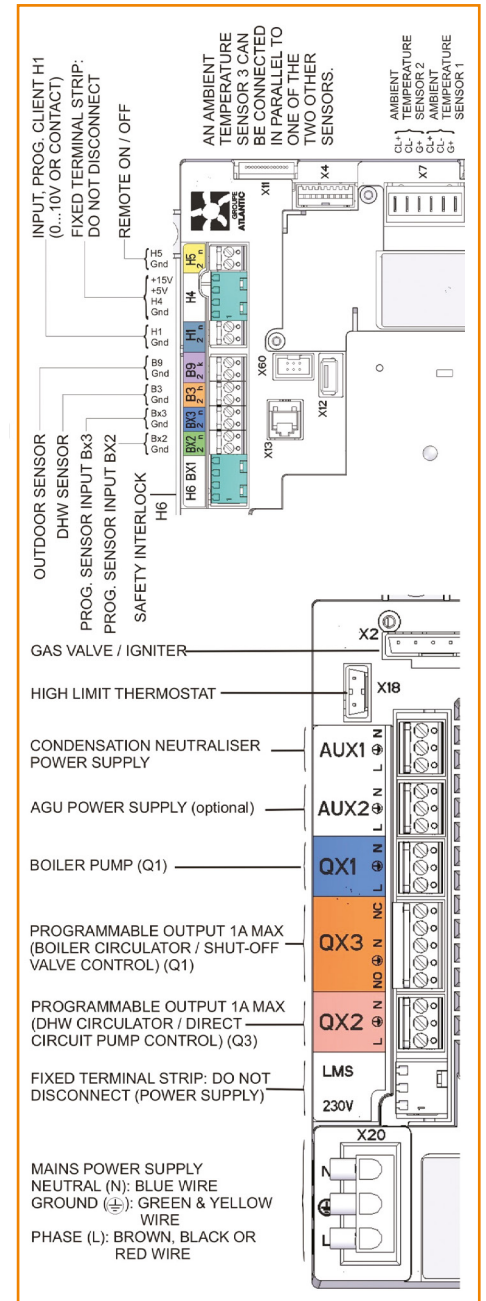 INPUT, PROG. CLIENT H1
(0...10V OR CONTACT)
FIXED TERMINAL STRIP:
DO NOT DISCONNECT
REMOTE ON / OFF
AN AMBIENT
TEMPERATURE
SENSOR 3 CAN
BE CONNECTED
IN PARALLEL TO
ONE OF THE
TWO OTHER
SENSORS.
AMBIENT
TEMPERATURE
SENSOR 2
AMBIENT
TEMPERATURE
SENSOR 1
CL+
CL-
G+
CL+
CL-
G+
X11
X4
X7
GROUPE
ATLANTIC
H5
Gnd
+15V
+5V
H4
Gnd
H1
Gnd
B9
Gnd
B3
Gnd
Bx3
Gnd
Bx2
Gnd
H5
2 n
H4
1
H1
2 n
B9
2 k
B3
2 h
BX3
2 n
BX2
2 n
H6 BX1
1
X60
X12
X13
OUTDOOR SENSOR
DHW SENSOR
PROG. SENSOR INPUT BX3
PROG. SENSOR INPUT BX2
SAFETY INTERLOCK
H6
X2
GAS VALVE / IGNITER
HIGH LIMIT THERMOSTAT
X18
CONDENSATION NEUTRALISER
POWER SUPPLY
AUX1
L N
AGU POWER SUPPLY (optional)
AUX2
L N
BOILER PUMP (Q1)
QX1
L N
PROGRAMMABLE OUTPUT 1A MAX
(BOILER CIRCULATOR / SHUT-OFF
VALVE CONTROL) (Q1)
QX3
NO N NC
PROGRAMMABLE OUTPUT 1A MAX
(DHW CIRCULATOR / DIRECT
CIRCUIT PUMP CONTROL) (Q3)
QX2
L N
FIXED TERMINAL STRIP: DO NOT
DISCONNECT (POWER SUPPLY)
LMS
230V
X20
N
L
MAINS POWER SUPPLY
NEUTRAL (N): BLUE WIRE
GROUND (⏚): GREEN & YELLOW
WIRE
PHASE (L): BROWN, BLACK OR
RED WIRE